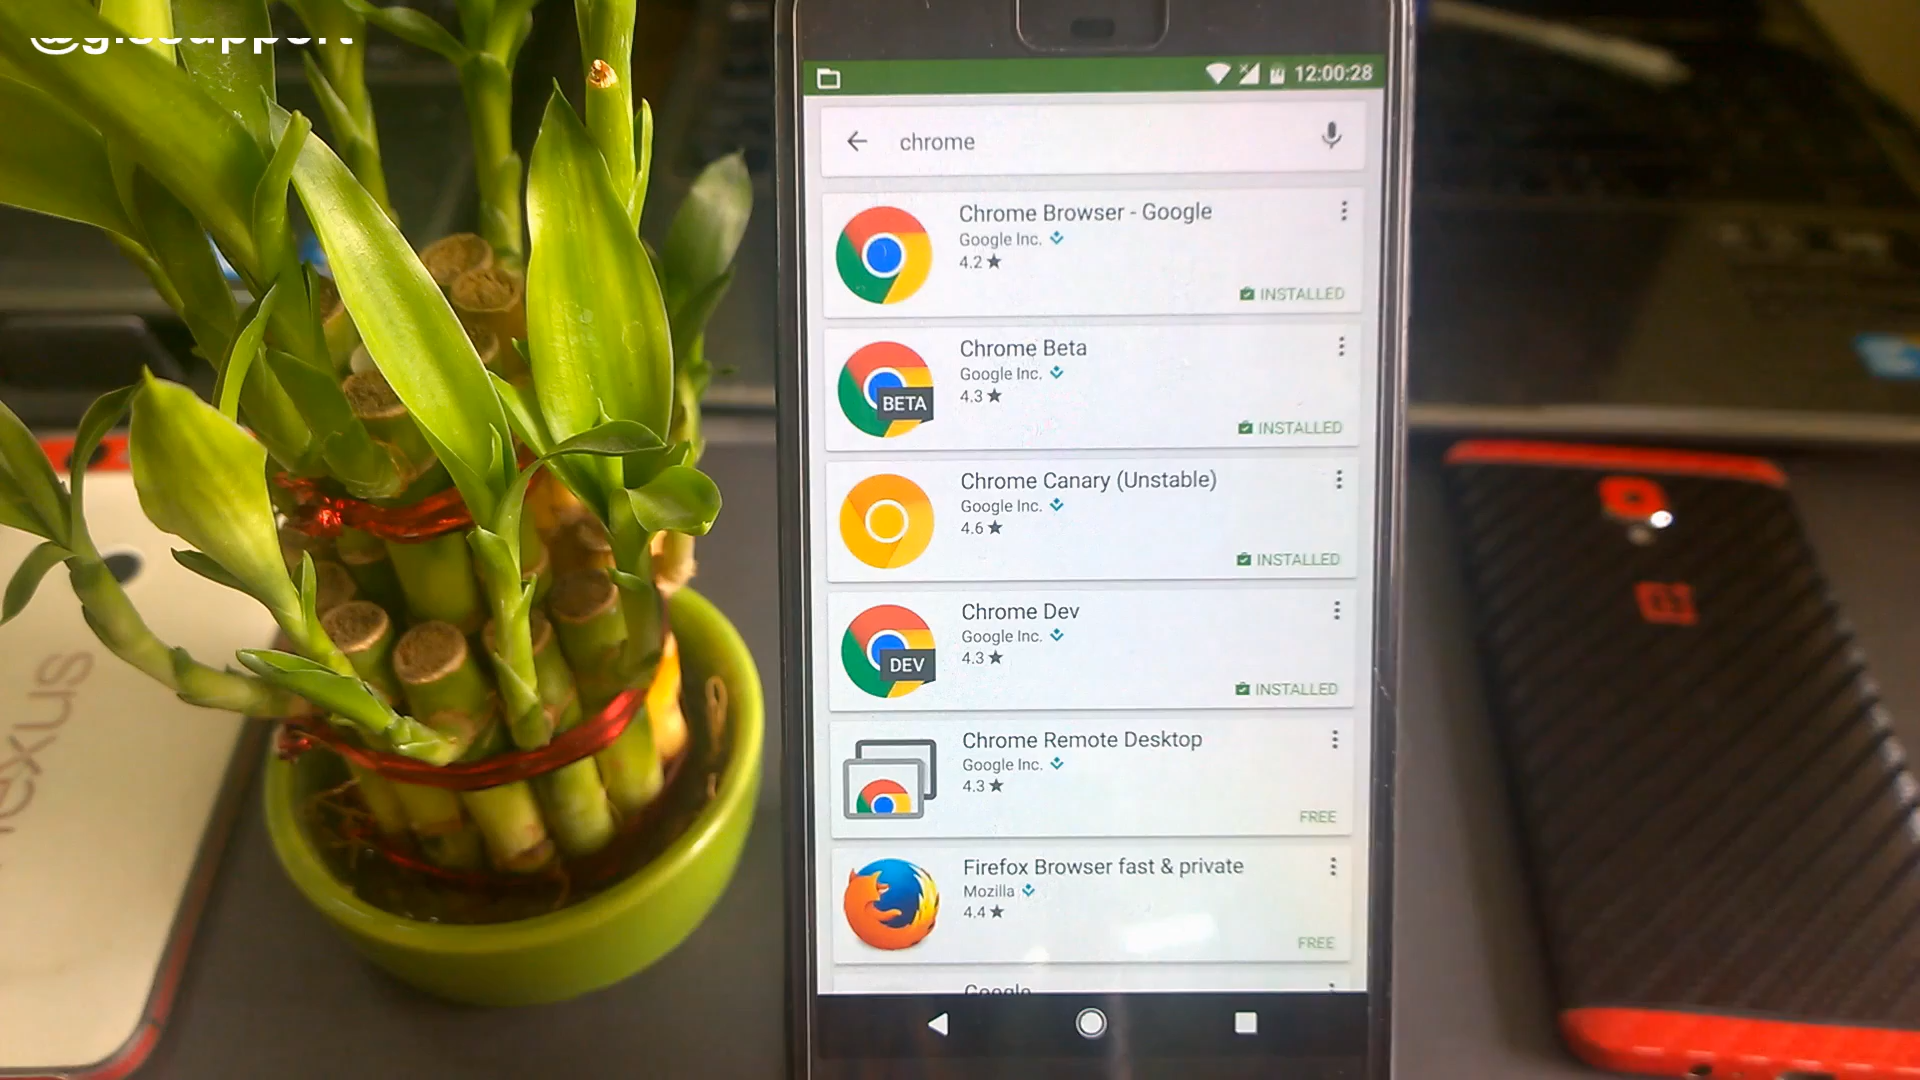 12:00:28
chrome
Chrome Browser - Google
Google Inc.
4.2★
INSTALLED
Chrome Beta
Google Inc.
4.3★
BETA
INSTALLED
Chrome Canary (Unstable)
Google Inc.
4.6★
INSTALLED
Chrome Dev
Google Inc.
4.3★
DEV
INSTALLED
Chrome Remote Desktop
Google Inc.
4.3★
FREE
Firefox Browser fast & private
Mozilla
4.4★
FREE
Google
nexus